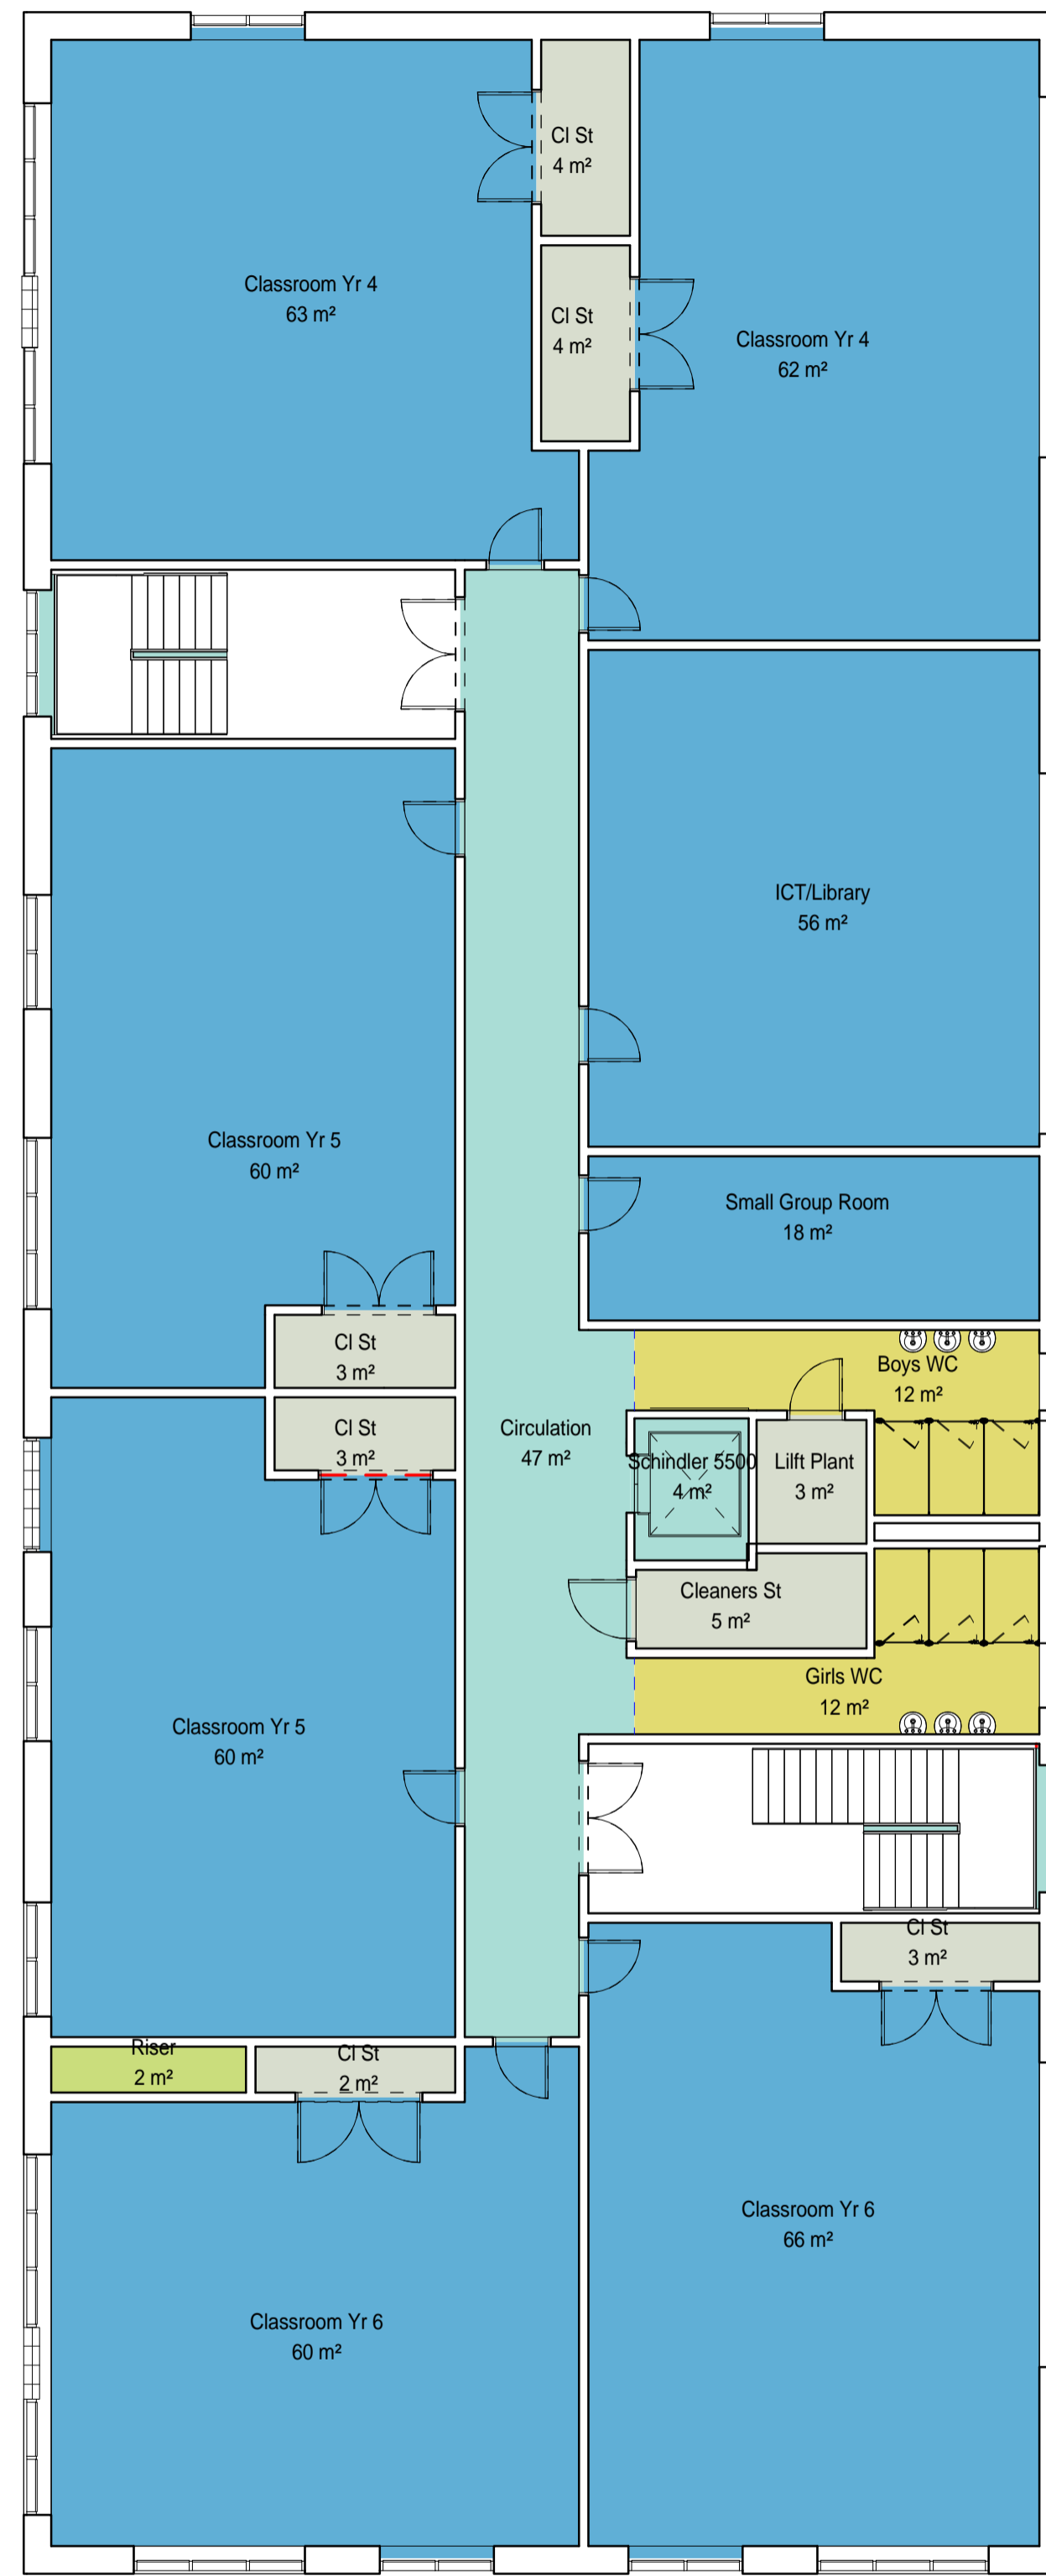 Cl St
4 m²
Classroom Yr 4
63 m²
Cl St
4 m²
Classroom Yr 4
62 m²
ICT/Library
56 m²
Classroom Yr 5
60 m²
Small Group Room
18 m²
Cl St
3 m²
Boys WC
12 m²
Cl St
3 m²
Circulation
47 m²
Schindler 5500
4 m²
Lilft Plant
3 m²
Cleaners St
5 m²
Girls WC
12 m²
Classroom Yr 5
60 m²
Cl St
3 m²
Riser
2 m²
Cl St
2 m²
Classroom Yr 6
66 m²
Classroom Yr 6
60 m²